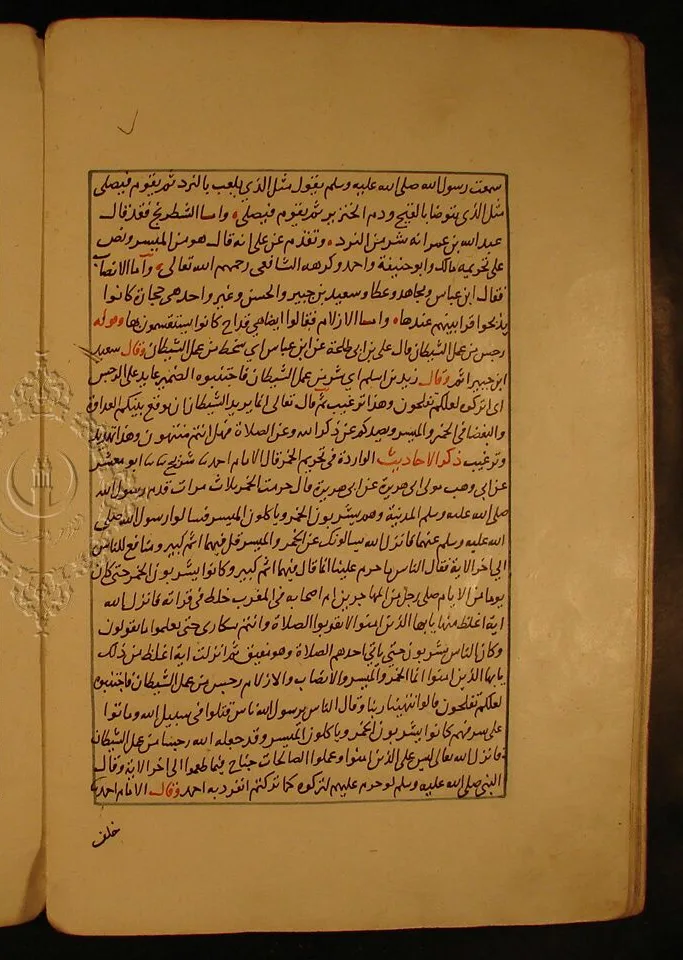 سمعت رسول الله صلى الله عليه وسلم يقول مثل الذي يلعب بالنرد ثم يقوم فيصلي
مثل الذي يتوضا بالقيح ودم الخنزير ثم يقوم فيصلي واما الشطرنج فقد قال
عبد الله بن عمر انه شر من النرد وتقدم عن علي انه قال هو من الميسر ونص
على تحريمه مالك وابو حنيفة واحد وكرهه الشافعي رحمهم الله تعالى واما الانصاب
فقال ابن عباس ومجاهد وعطا وسعيد بن جبير والحسن وغير واحد هي حجارة كانوا
يذبحوا قرابينهم عندها واما الازلام فقالوا ايضا هي قداح كانوا يستقسمون بها وقوله
رجس من عمل الشيطان قال علي بن ابي طلحة عن ابن عباس اي سخط من عمل الشيطان وقال سعيد
ابن جبير اثم وقال زيد بن اسلم اي شر من عمل الشيطان فاجتنبوه الضمير عايد على الرجس
اي اتركوه لعلكم تفلحون وهذا ترغيب ثم قال تعالى انما يريد الشيطان ان يوقع بينكم العداوة
والبغضا في الخمر والميسر ويصدكم عن ذكر الله وعن الصلاة فهل انتم منتهون وهذا تهديد
وترهيب ذكر الاحاديث الواردة في تحريم الخمر قال الامام احمد ثنا شريح ثنا ابو معشر
عن ابي وهب مولى ابي هريرة عن ابي هريرة قال حرمت الخمر ثلاث مرات قدم رسول الله
صلى الله عليه وسلم المدينة وهم يشربون الخمر وياكلون الميسر فسالوا رسول الله صلى
الله عليه وسلم عنهما فانزل الله يسالونك عن الخمر والميسر قل فيهما اثم كبير ومنافع للناس
الى اخر الاية فقال الناس ما حرم علينا انما قال فيهما اثم كبير وكانوا يشربون الخمر حتى كان
يوما من الايام صلى رجل من المهاجرين ام اصحابه في المغرب خلط في قراته فانزل الله
اية اغلظ منها يا ايها الذين امنوا لا تقربوا الصلاة وانتم سكارى حتى تعلموا ما تقولون
وكان الناس يشربون حتى ياتي احدهم الصلاة وهو مفيق ثم انزلت اية اغلظ من ذلك
يا يها الذين امنوا انما الخمر والميسر والانصاب والازلام رجس من عمل الشيطان فاجتنبوه
لعلكم تفلحون قالوا انتهينا ربنا وقال الناس يرسول الله ناس قتلوا في سبيل الله وماتوا
على سرفهم كانوا يشربون الخمر وياكلون الميسر وقد جعله الله رجسا من عمل الشيطان
فانزل الله تعالى ليس على الذين امنوا وعملوا الصالحات جناح فيما طعموا الى اخر الاية وقال
النبي صلى الله عليه وسلم لو حرم عليهم لتركوه كما تركتم انفرد به احمد وقال الامام احمد ثنا
خلف